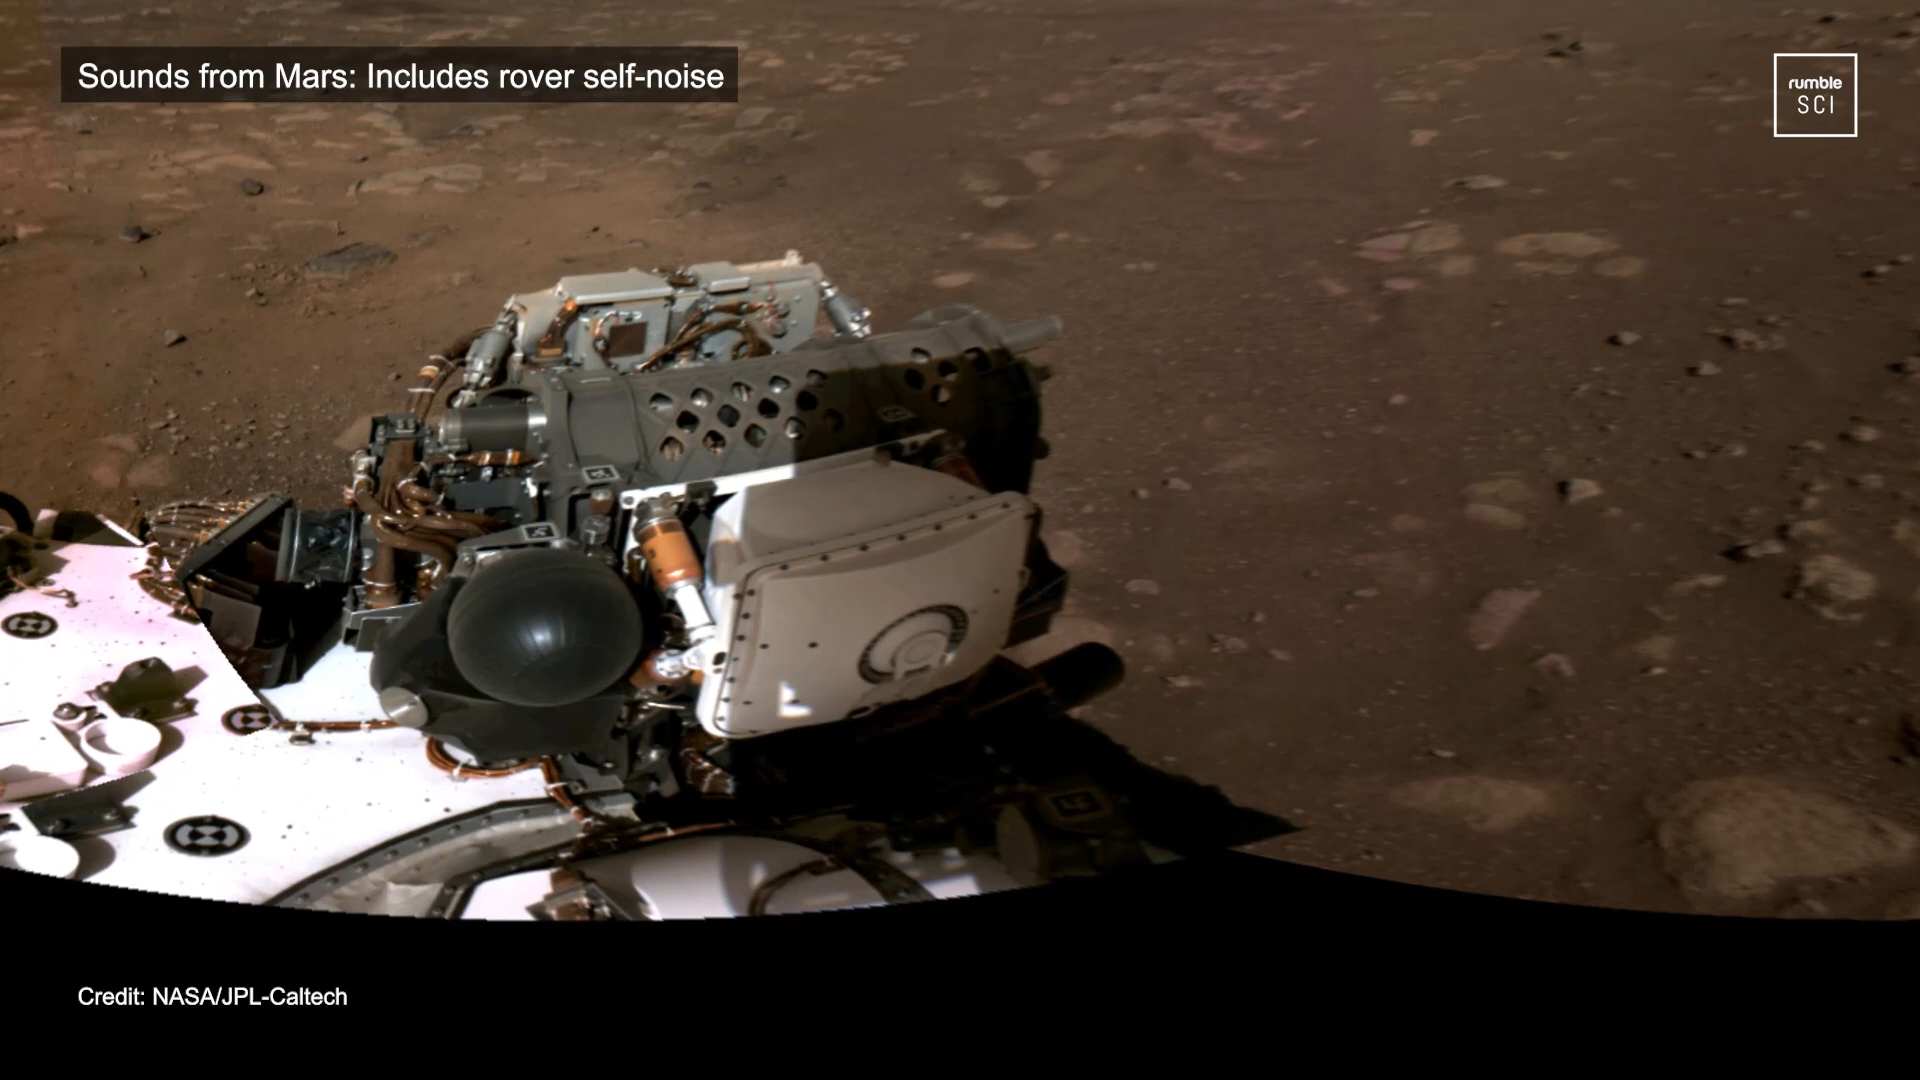 Sounds from Mars: Includes rover self-noise
rumble
SCI
Credit: NASA/JPL-Caltech